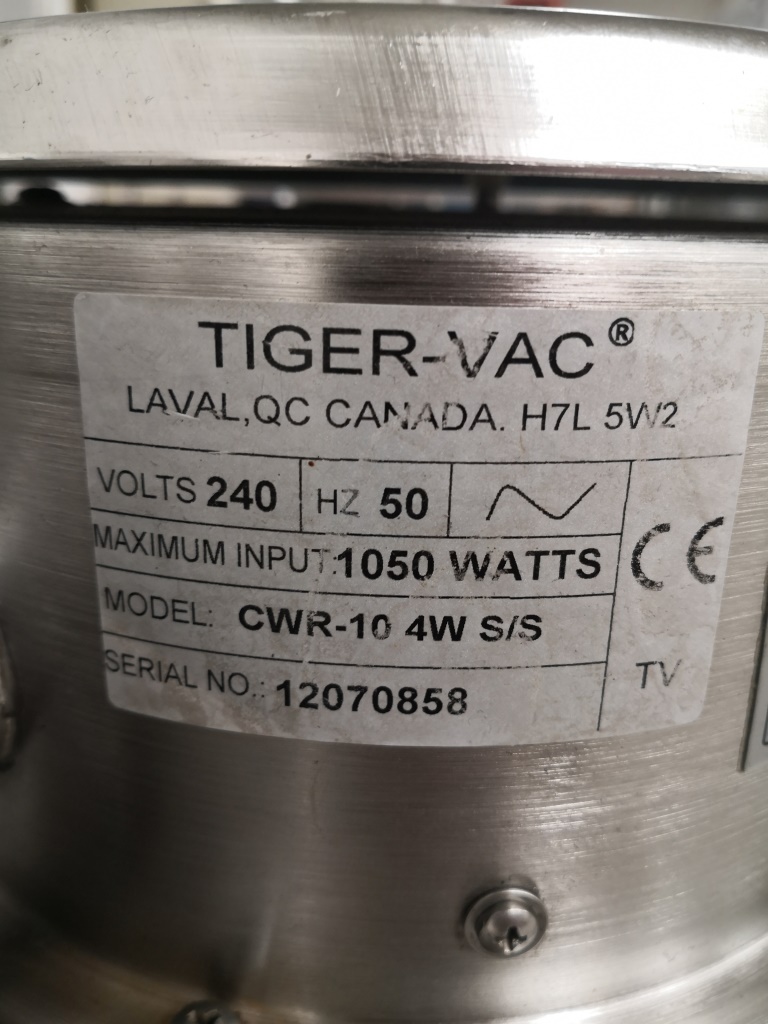 TIGER-VAC®
LAVAL,QC CANADA. H7L 5W2
VOLTS 240 HZ 50
MAXIMUM INPUT:1050 WATTS
CE
MODEL: CWR-10 4W S/S
SERIAL NO.: 12070858
TV